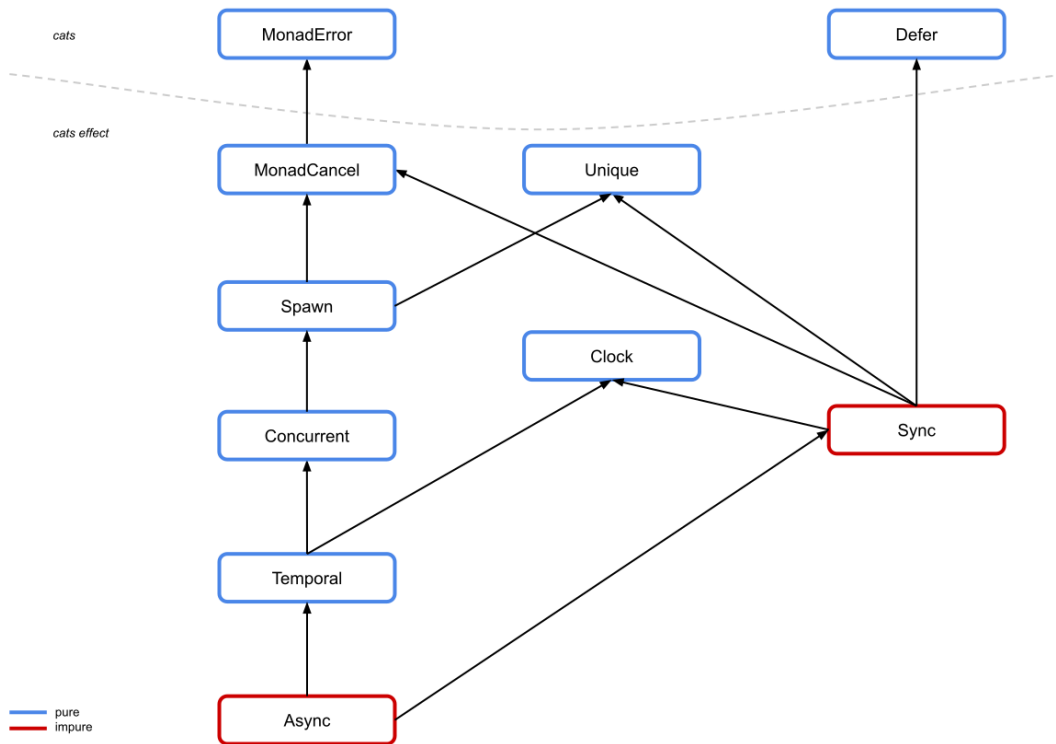 cats
MonadError
Defer
cats effect
MonadCancel
Unique
Spawn
Clock
Concurrent
Sync
Temporal
Async
pure
impure